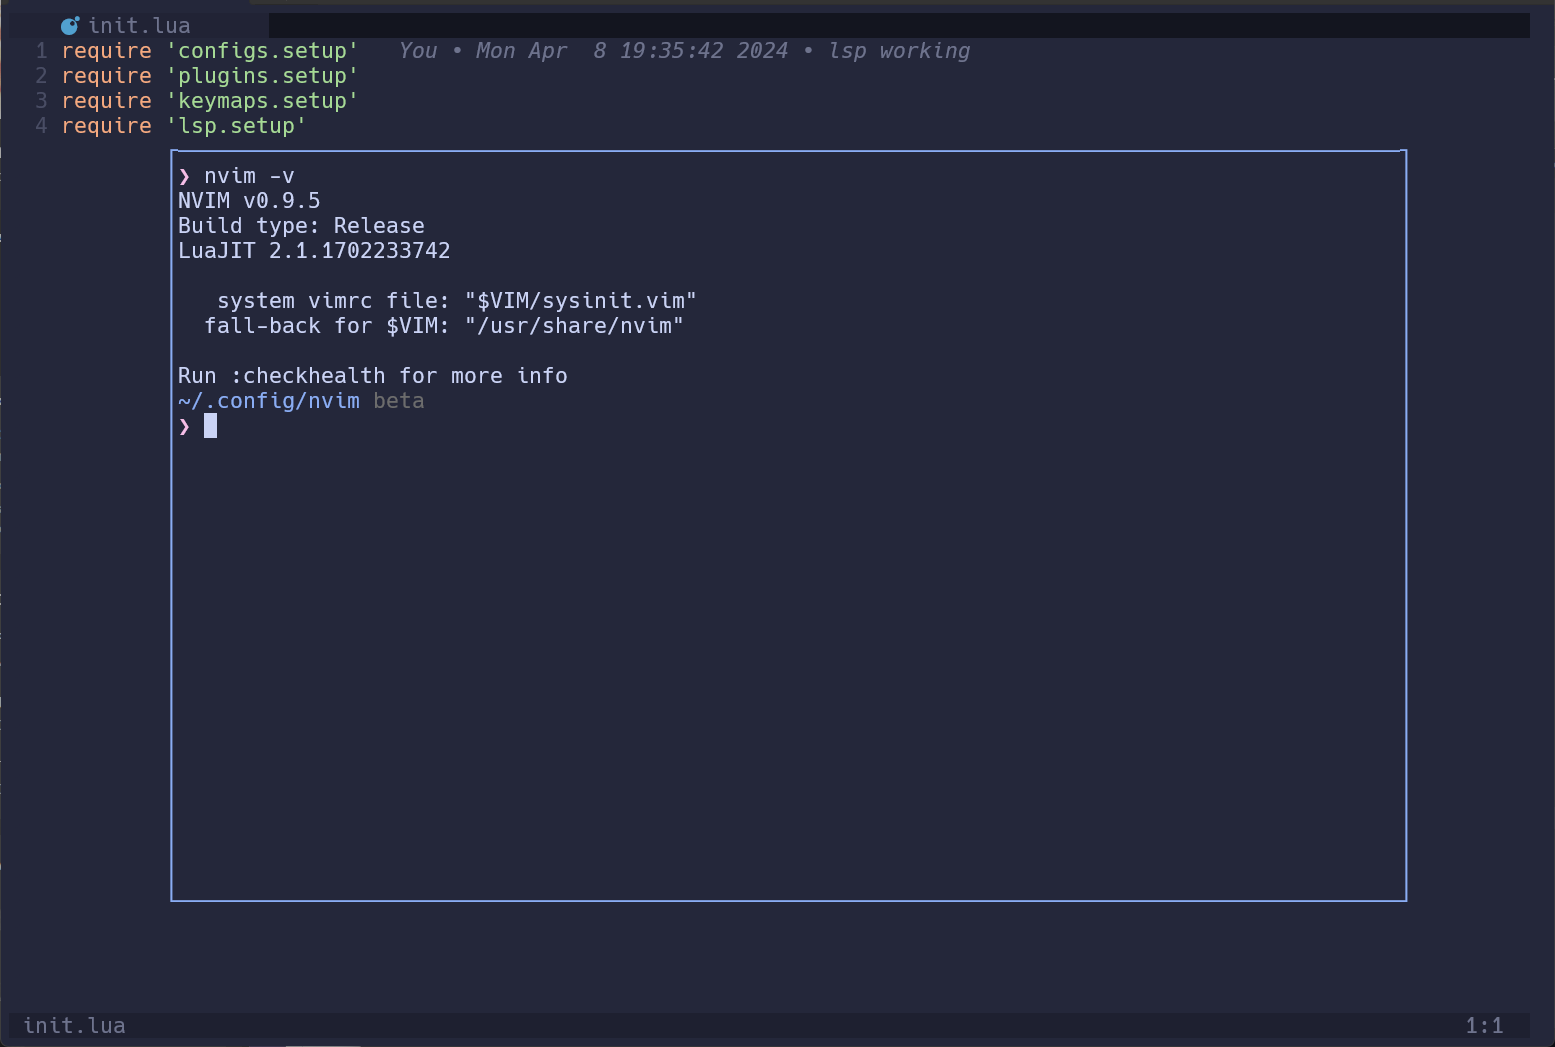 init.lua
1 require 'configs.setup'   You • Mon Apr  8 19:35:42 2024 • lsp working
2 require 'plugins.setup'
3 require 'keymaps.setup'
4 require 'lsp.setup'
❯ nvim -v
NVIM v0.9.5
Build type: Release
LuaJIT 2.1.1702233742
   system vimrc file: "$VIM/sysinit.vim"
  fall-back for $VIM: "/usr/share/nvim"
Run :checkhealth for more info
~/.config/nvim beta
❯
init.lua 1:1